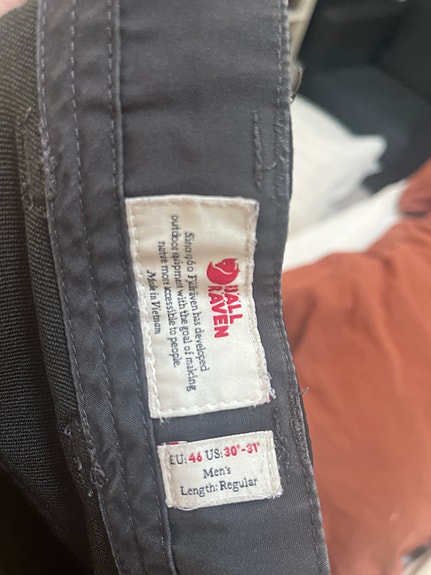 FJÄLL
RÄVEN
Since 1960 Fjällräven has developed
outdoor equipment with the goal of making
nature more accessible to people.
Made in Vietnam
EU: 46 US: 30"-31"
Men's
Length: Regular